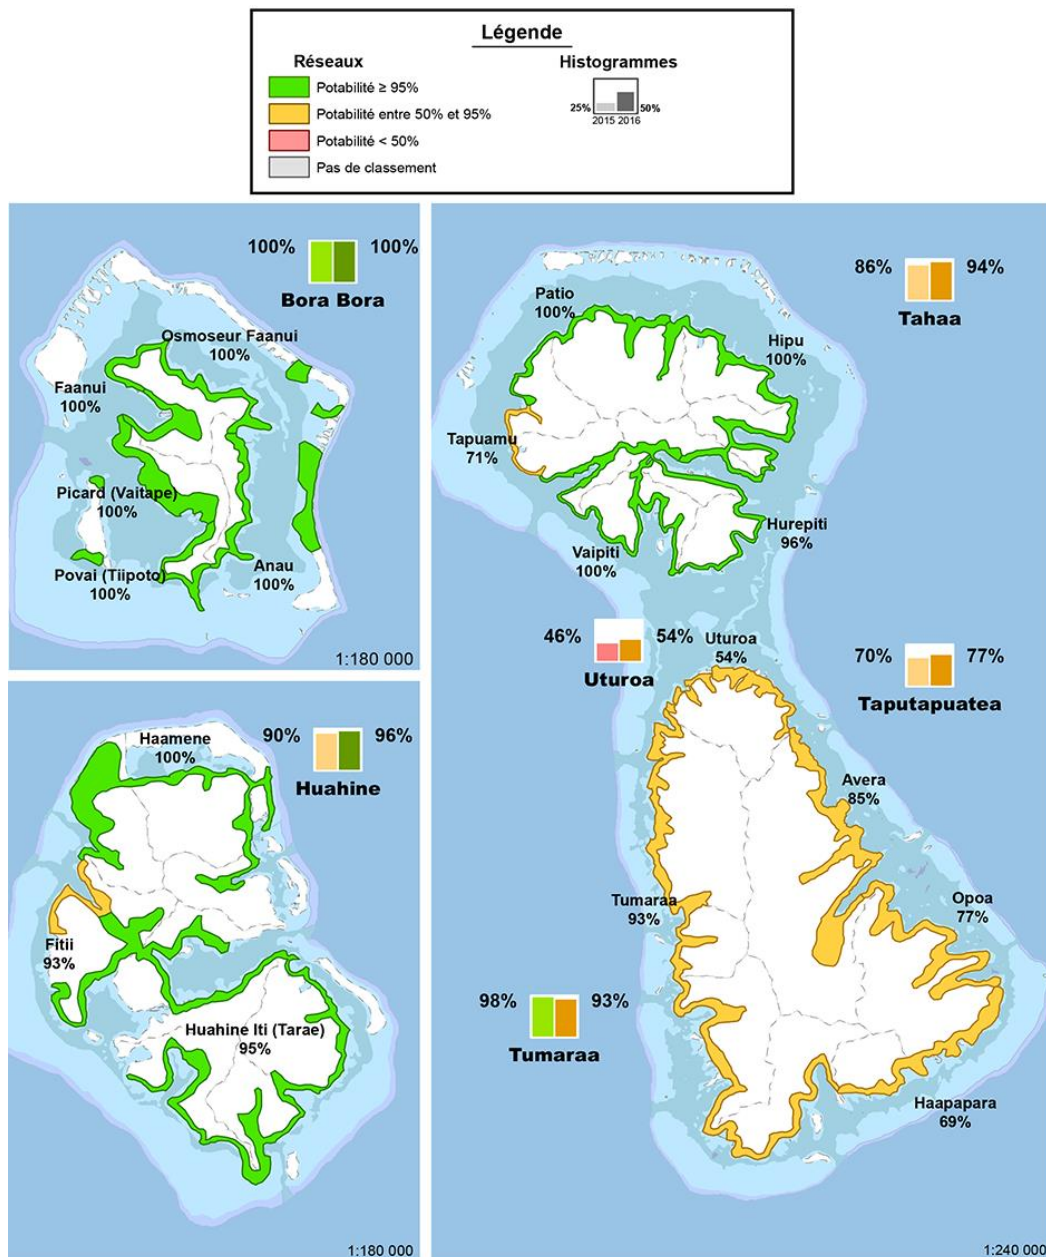 Légende
Réseaux
Potabilité ≥ 95%
Potabilité entre 50% et 95%
Potabilité < 50%
Pas de classement
Histogrammes
25% 50%
2015 2016
100% 100%
Bora Bora
Osmoseur Faanui
100%
Faanui
100%
Picard (Vaitape)
100%
Povai (Tiipoto)
100%
Anau
100%
1:180 000
90% 96%
Huahine
Haamene
100%
Fitii
93%
Huahine Iti (Tarae)
95%
1:180 000
86% 94%
Tahaa
Patio
100%
Hipu
100%
Tapuamu
71%
Hurepiti
96%
Vaipiti
100%
46% 54%
Uturoa
Uturoa
54%
70% 77%
Taputapuatea
Avera
85%
Tumaraa
93%
Opoa
77%
98% 93%
Tumaraa
Haapapara
69%
1:240 000